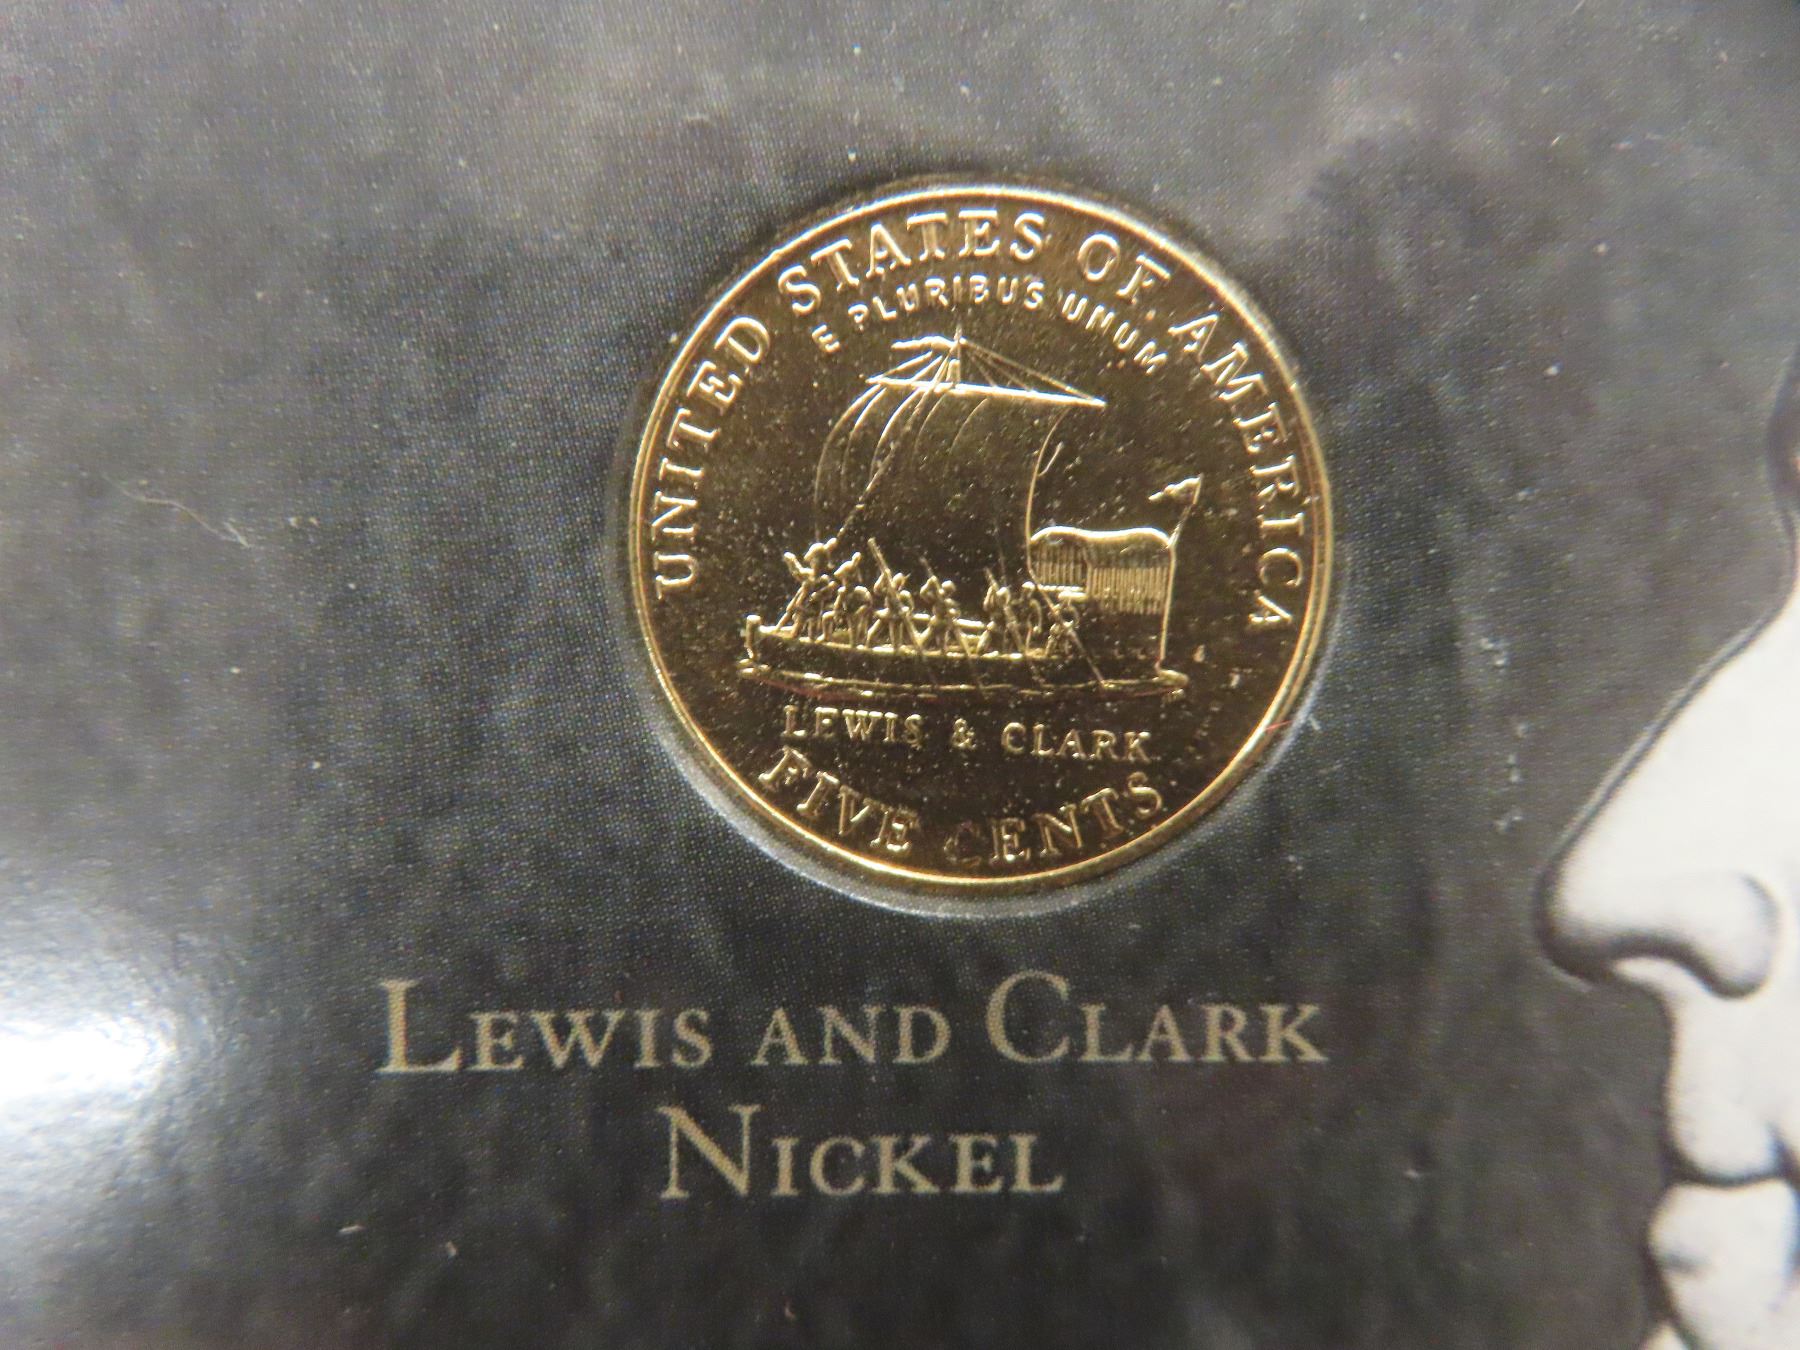 UNITED STATES OF AMERICA
E PLURIBUS UNUM
LEWIS & CLARK
FIVE CENTS
LEWIS AND CLARK
NICKEL